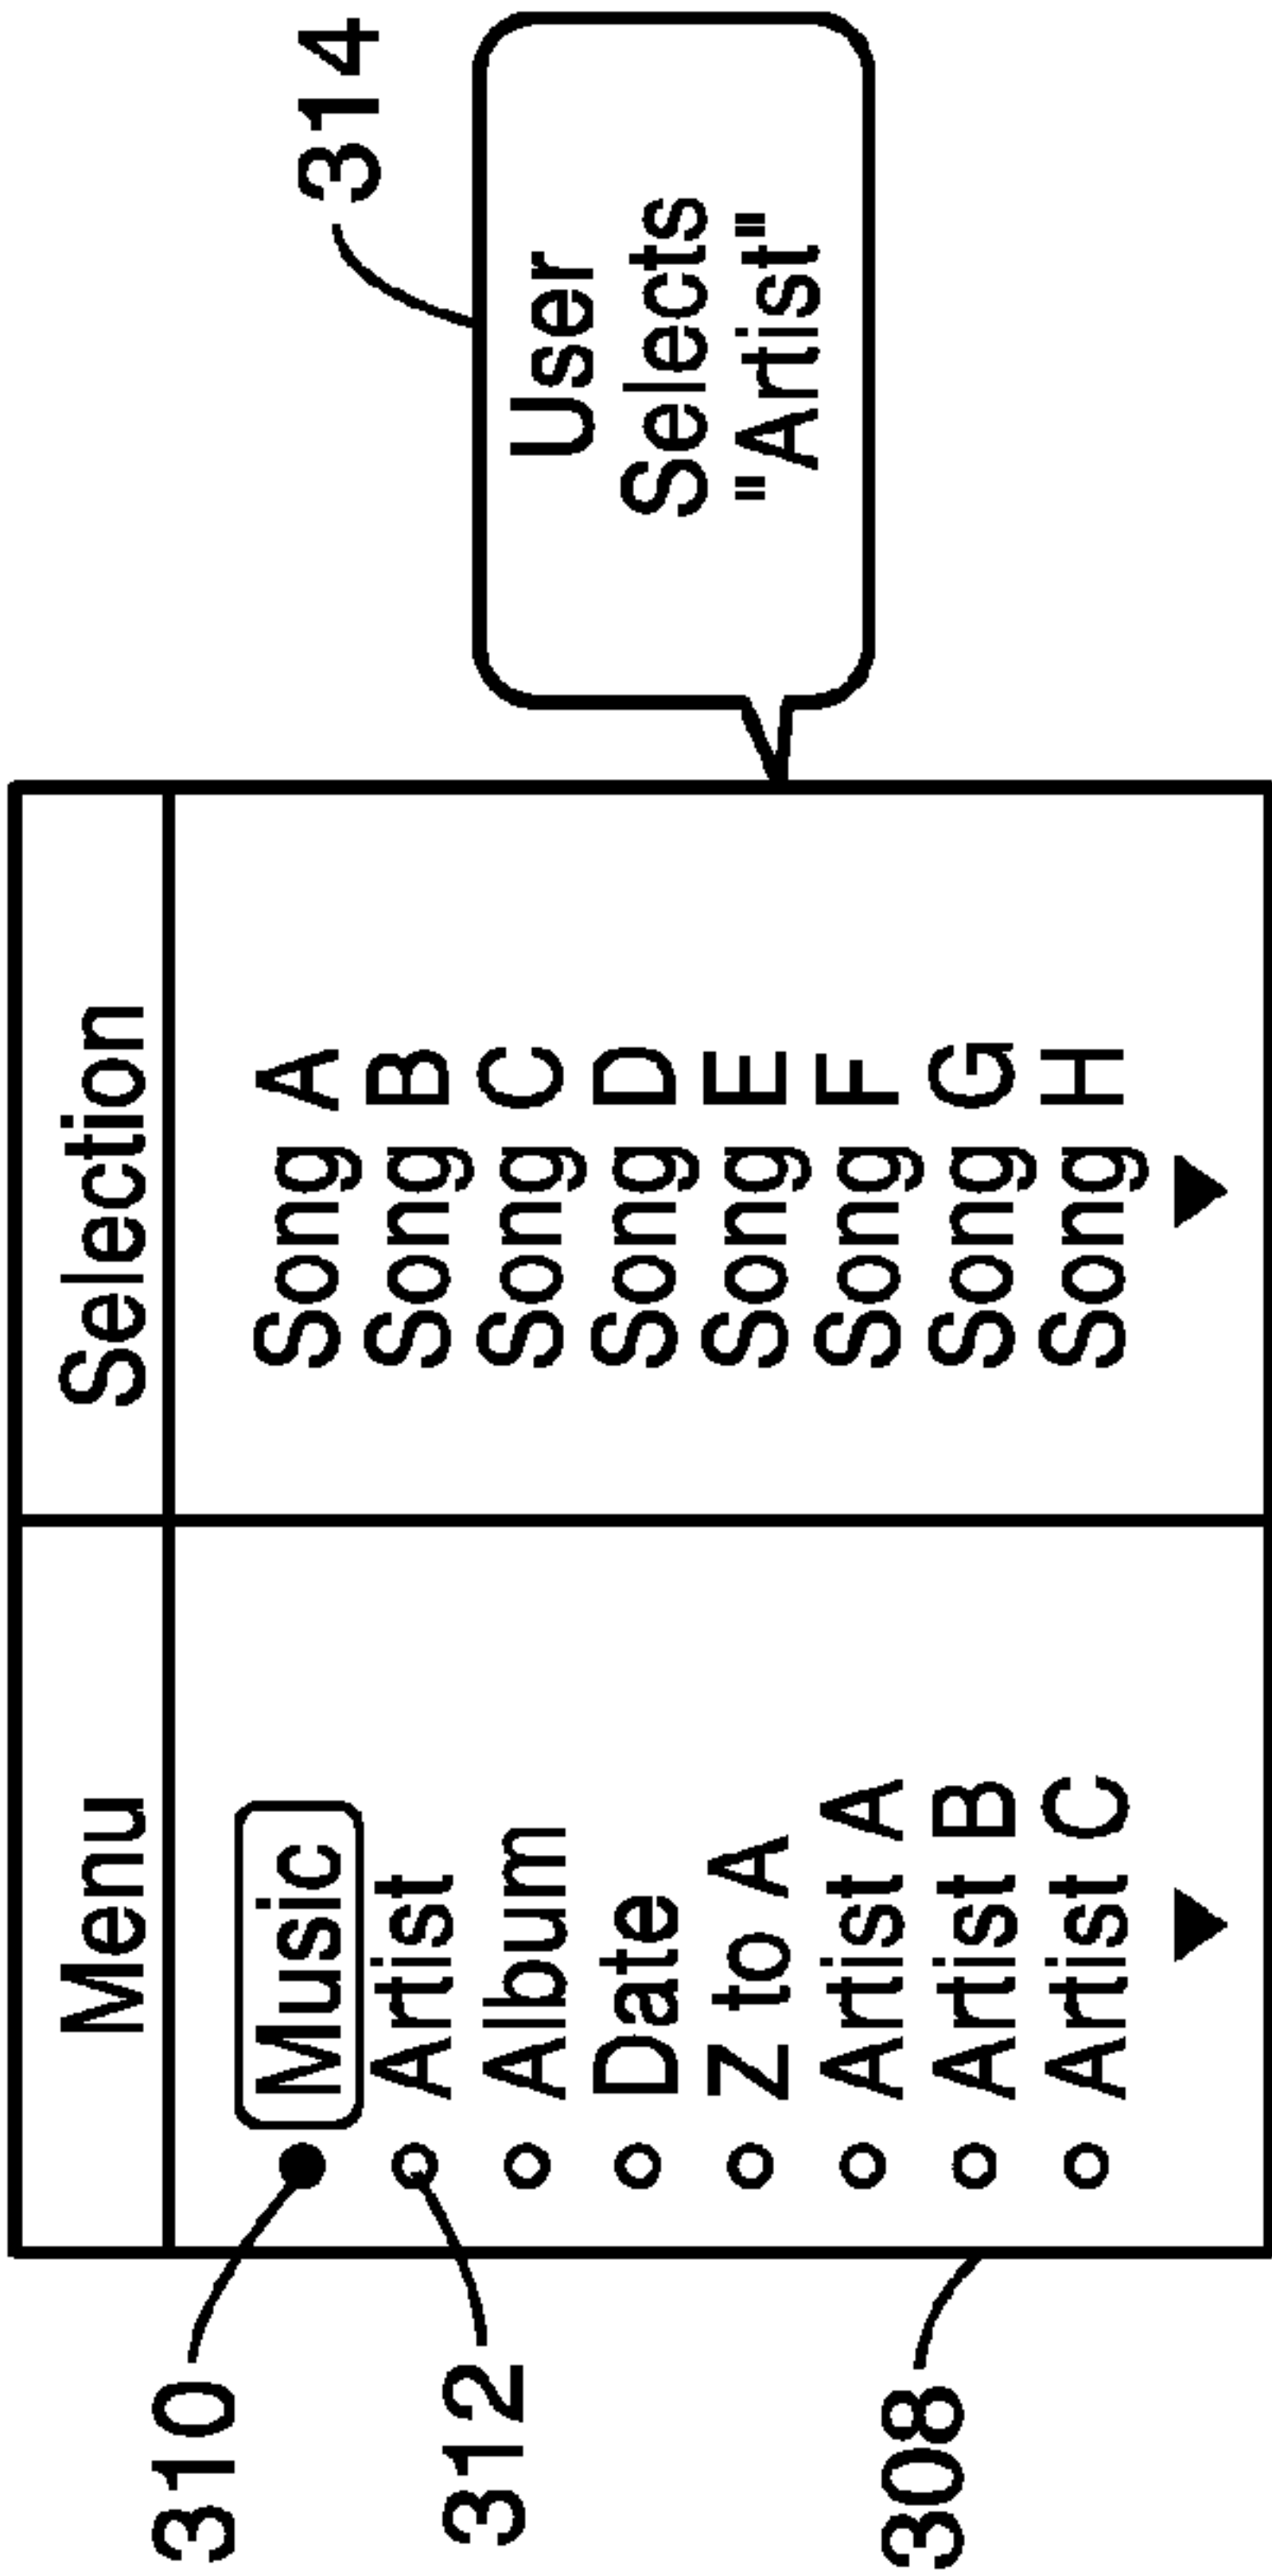 Menu
Selection
310
Music
312
Artist
Album
Date
Z to A
Artist A
Artist B
Artist C
308
Song A
Song B
Song C
Song D
Song E
Song F
Song G
Song H
314
User
Selects
"Artist"